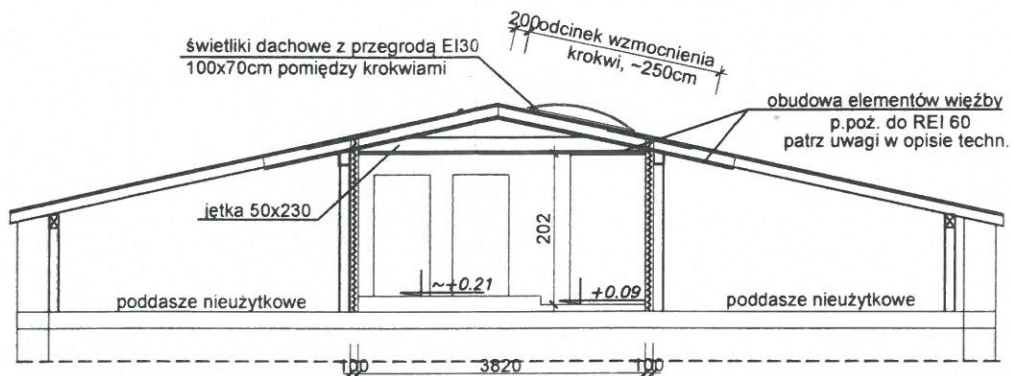 200
odcinek wzmocnienia
krokwi, ~250cm
świetliki dachowe z przegrodą EI30
100x70cm pomiędzy krokwiami
obudowa elementów więźby
p.poż. do REI 60
patrz uwagi w opisie techn.
jętka 50x230
202
~+0.21
+0.09
poddasze nieużytkowe
poddasze nieużytkowe
100
3820
100